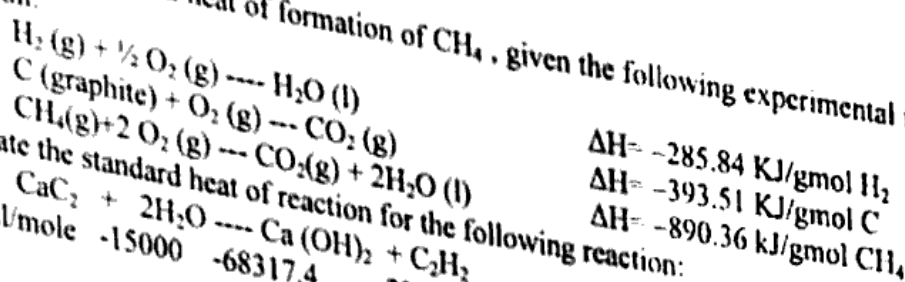 of formation of CH₄ , given the following experimental
H₂ (g) + ½ O₂ (g) ---- H₂O (l) ΔH= -285.84 KJ/gmol H₂
C (graphite) + O₂ (g) --- CO₂ (g) ΔH= -393.51 KJ/gmol C
CH₄(g)+2 O₂ (g) --- CO₂(g) + 2H₂O (l) ΔH= -890.36 kJ/gmol CH₄
the standard heat of reaction for the following reaction:
CaC₂ + 2H₂O ---- Ca (OH)₂ + C₂H₂
/mole -15000 -68317.4